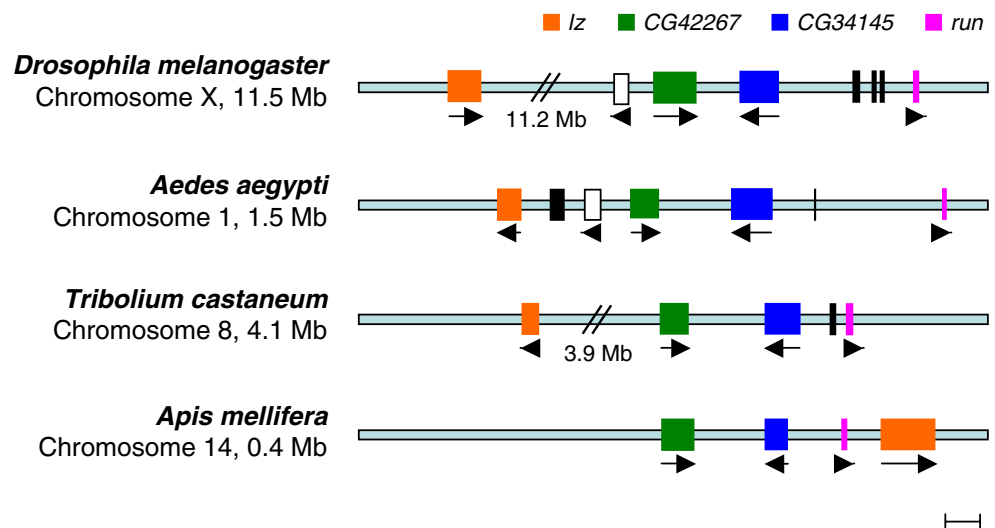 lz CG42267 CG34145 run
Drosophila melanogaster
Chromosome X, 11.5 Mb
11.2 Mb
Aedes aegypti
Chromosome 1, 1.5 Mb
Tribolium castaneum
Chromosome 8, 4.1 Mb
3.9 Mb
Apis mellifera
Chromosome 14, 0.4 Mb